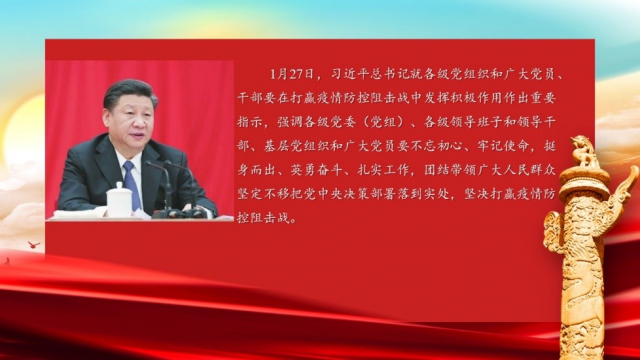 1月27日，习近平总书记就各级党组织和广大党员、
干部要在打赢疫情防控阻击战中发挥积极作用作出重要
指示，强调各级党委（党组）、各级领导班子和领导干
部、基层党组织和广大党员要不忘初心、牢记使命，挺
身而出、英勇奋斗、扎实工作，团结带领广大人民群众
坚定不移把党中央决策部署落到实处，坚决打赢疫情防
控阻击战。